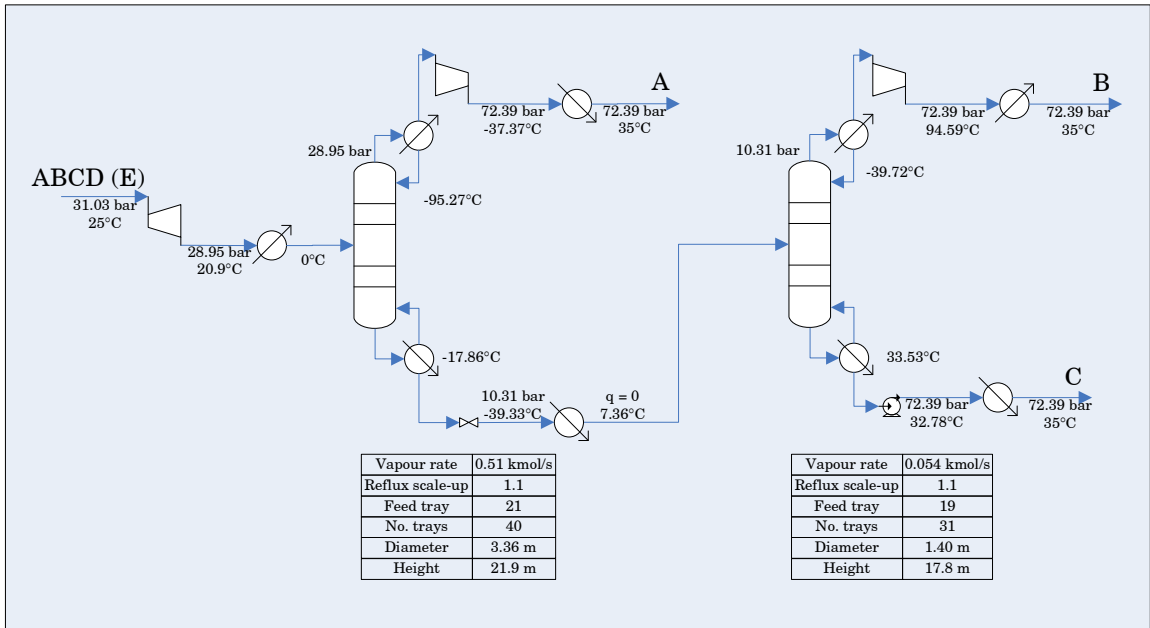 ABCD (E)
31.03 bar
25°C
28.95 bar
20.9°C
0°C
28.95 bar
-95.27°C
72.39 bar
-37.37°C
A
72.39 bar
35°C
-17.86°C
10.31 bar
-39.33°C
q = 0
7.36°C
10.31 bar
-39.72°C
72.39 bar
94.59°C
B
72.39 bar
35°C
33.53°C
72.39 bar
32.78°C
C
72.39 bar
35°C
Vapour rate 0.51 kmol/s
Reflux scale-up 1.1
Feed tray 21
No. trays 40
Diameter 3.36 m
Height 21.9 m
Vapour rate 0.054 kmol/s
Reflux scale-up 1.1
Feed tray 19
No. trays 31
Diameter 1.40 m
Height 17.8 m